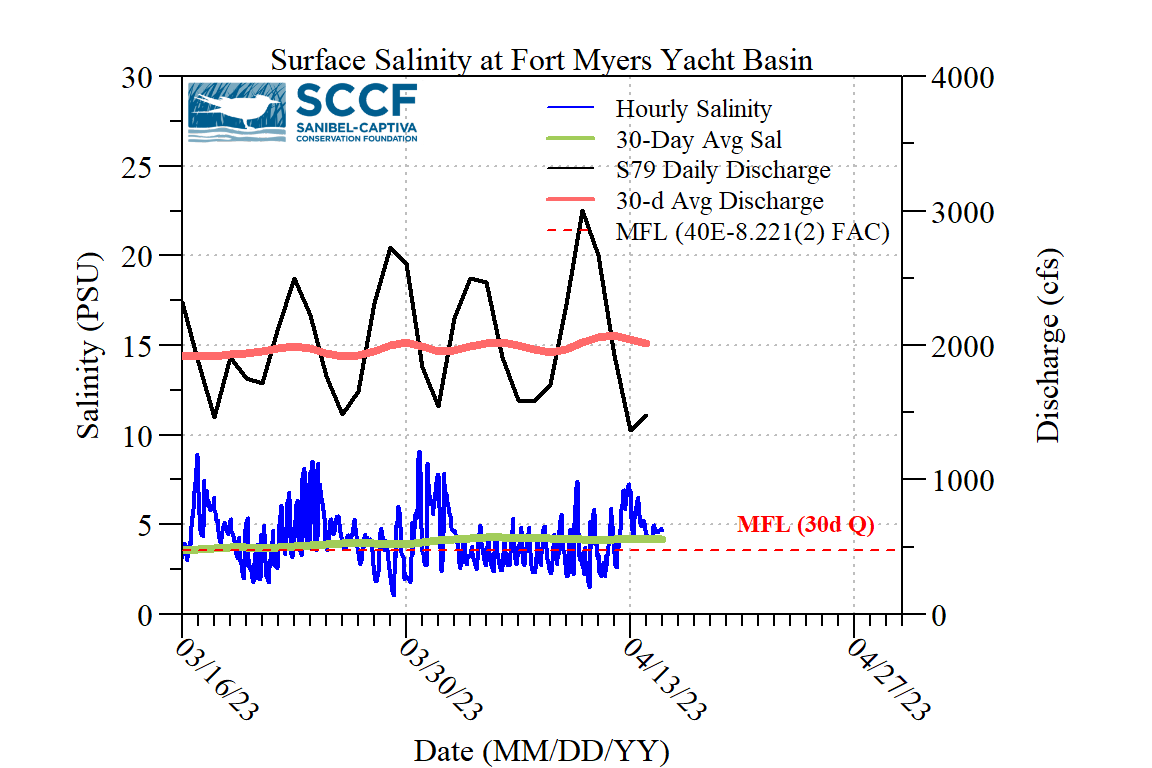 Surface Salinity at Fort Myers Yacht Basin
SCCF
SANIBEL-CAPTIVA
CONSERVATION FOUNDATION
Hourly Salinity
30-Day Avg Sal
S79 Daily Discharge
30-d Avg Discharge
MFL (40E-8.221(2) FAC)
MFL (30d Q)
Salinity (PSU)
30
25
20
15
10
5
0
Discharge (cfs)
4000
3000
2000
1000
0
03/16/23
03/30/23
04/13/23
04/27/23
Date (MM/DD/YY)